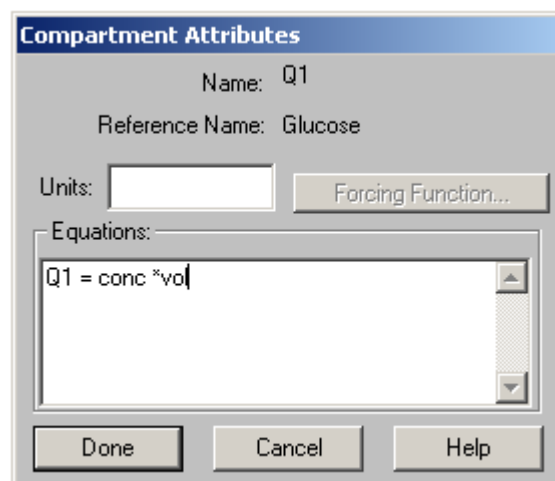 Compartment Attributes
Name: Q1
Reference Name: Glucose
Units: Forcing Function...
Equations:
Q1 = conc *vol
Done Cancel Help